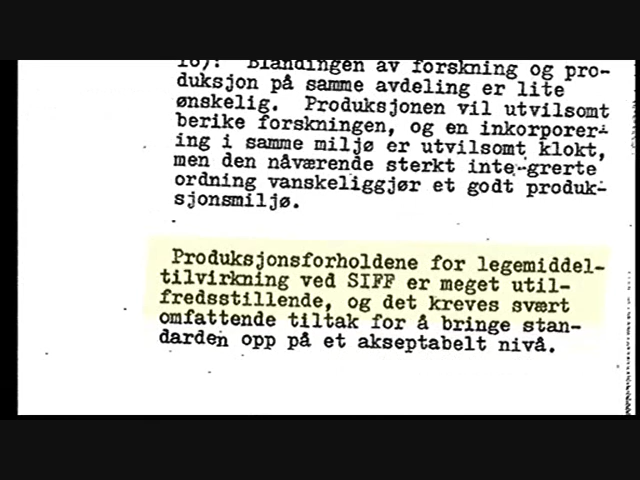 10). Blandingen av forskning og pro-
duksjon på samme avdeling er lite
ønskelig. Produksjonen vil utvilsomt
berike forskningen, og en inkorporer-
ing i samme miljø er utvilsomt klokt,
men den nåværende sterkt inte-grerte
ordning vanskeliggjør et godt produk-
sjonsmiljø.
Produksjonsforholdene for legemiddel-
tilvirkning ved SIFF er meget util-
fredsstillende, og det kreves svært
omfattende tiltak for å bringe stan-
darden opp på et akseptabelt nivå.